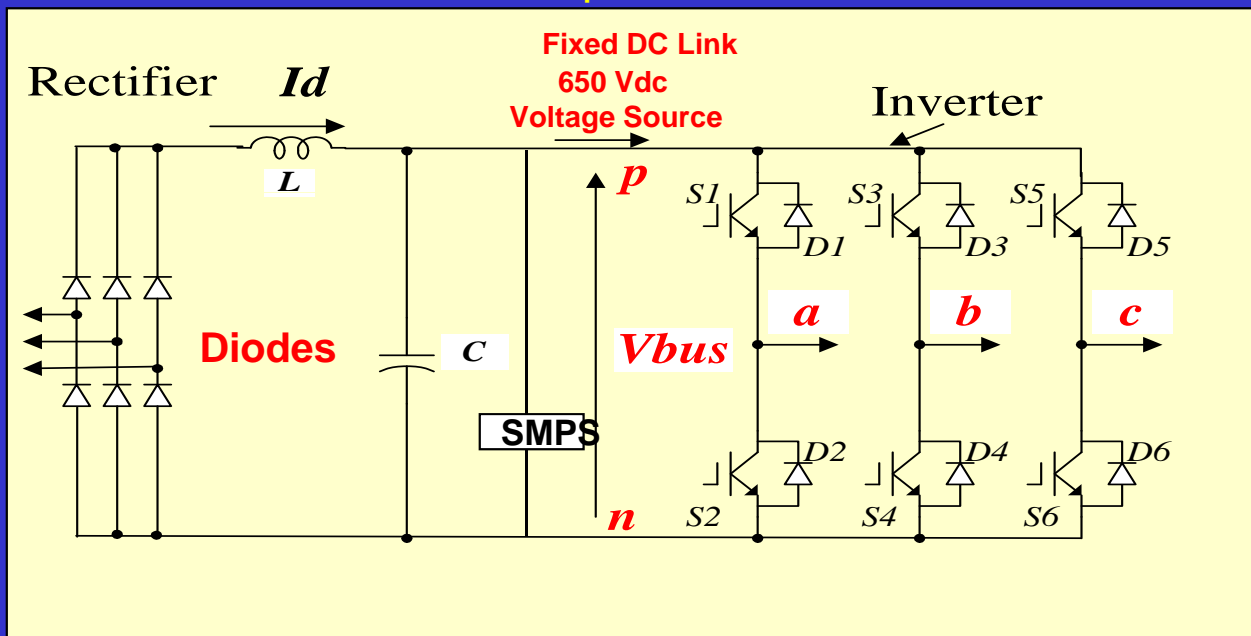 Fixed DC Link
650 Vdc
Voltage Source
Rectifier
Id
Inverter
L
p
S1
S3
S5
D1
D3
D5
a
b
c
Diodes
C
Vbus
SMPS
D2
D4
D6
n
S2
S4
S6